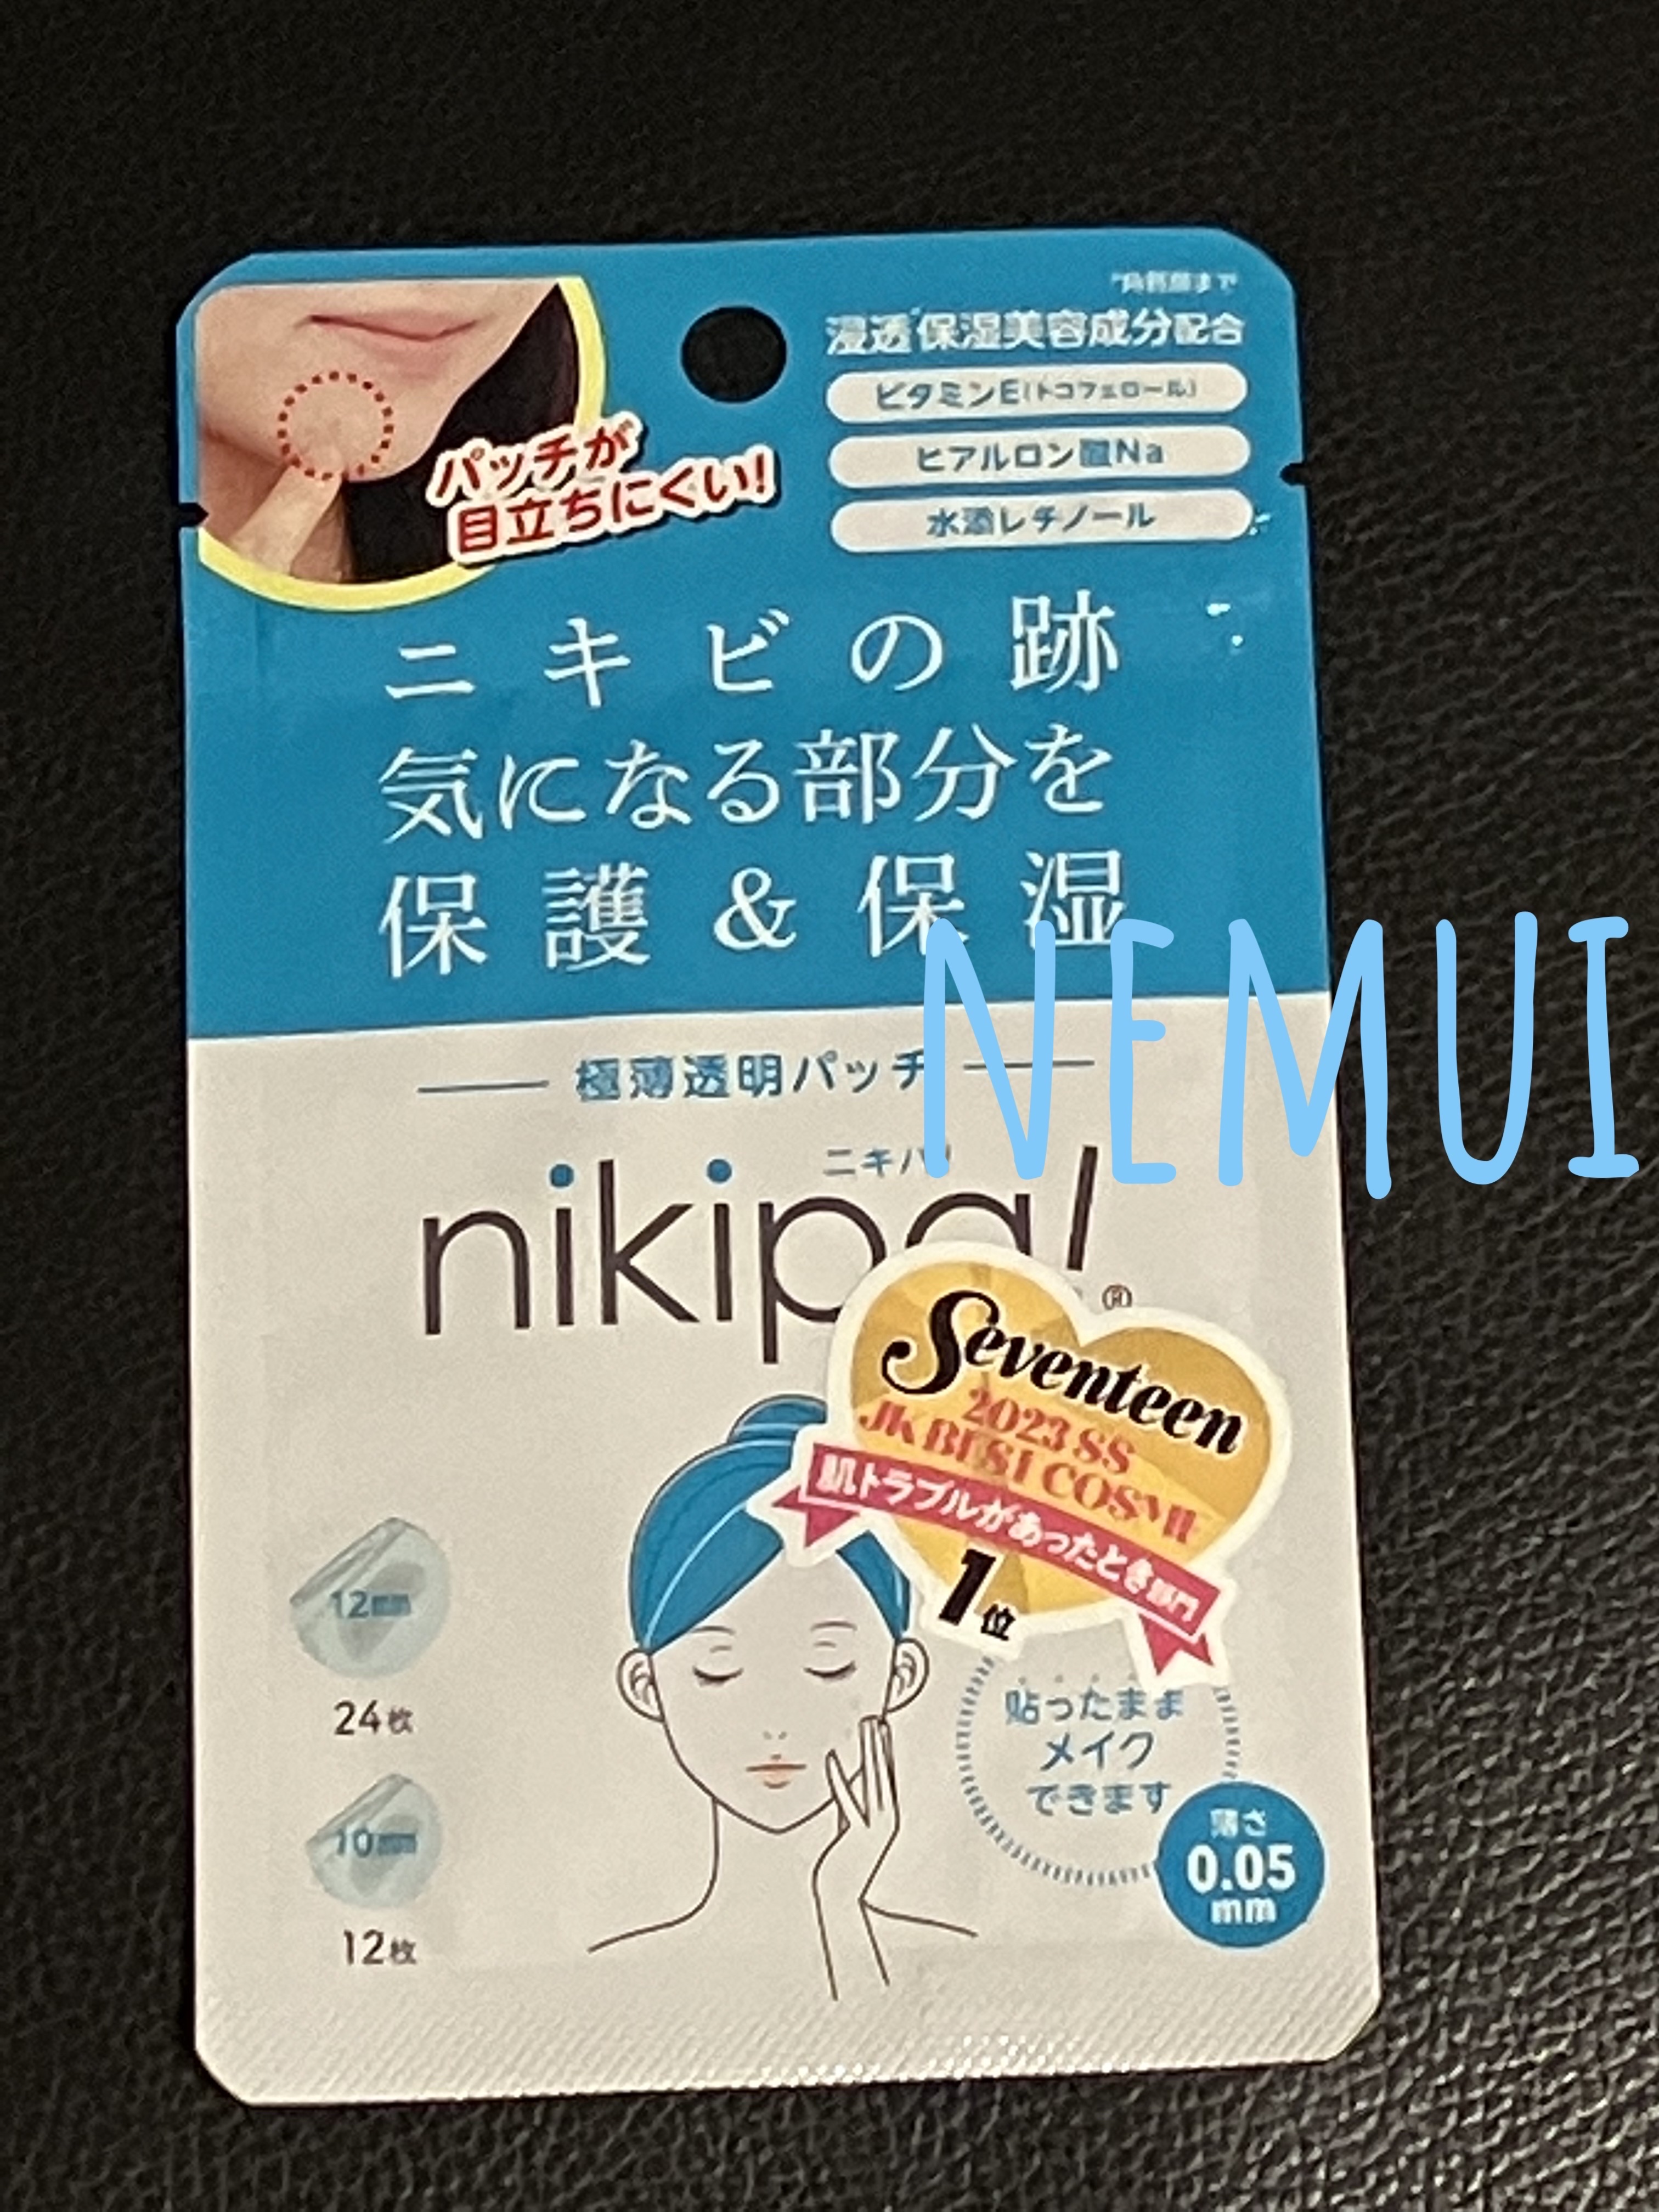 *角質層まで
浸透*保湿美容成分配合
ビタミンE(トコフェロール)
ヒアルロン酸Na
水添レチノール
パッチが
目立ちにくい!
ニキビの跡
気になる部分を
保護&保湿
NEMUI
極薄透明パッチ
ニキパ!
nikipa!®
Seventeen
2023 SS
JK BEST COSME
肌トラブルがあったとき部門
1位
12mm
24枚
10mm
12枚
貼ったまま
メイク
できます
薄さ
0.05
mm